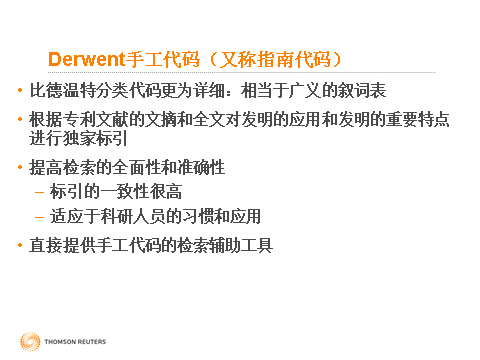 Derwent手工代码（又称指南代码）
• 比德温特分类代码更为详细：相当于广义的叙词表
• 根据专利文献的文摘和全文对发明的应用和发明的重要特点
进行独家标引
• 提高检索的全面性和准确性
– 标引的一致性很高
– 适应于科研人员的习惯和应用
• 直接提供手工代码的检索辅助工具
THOMSON REUTERS